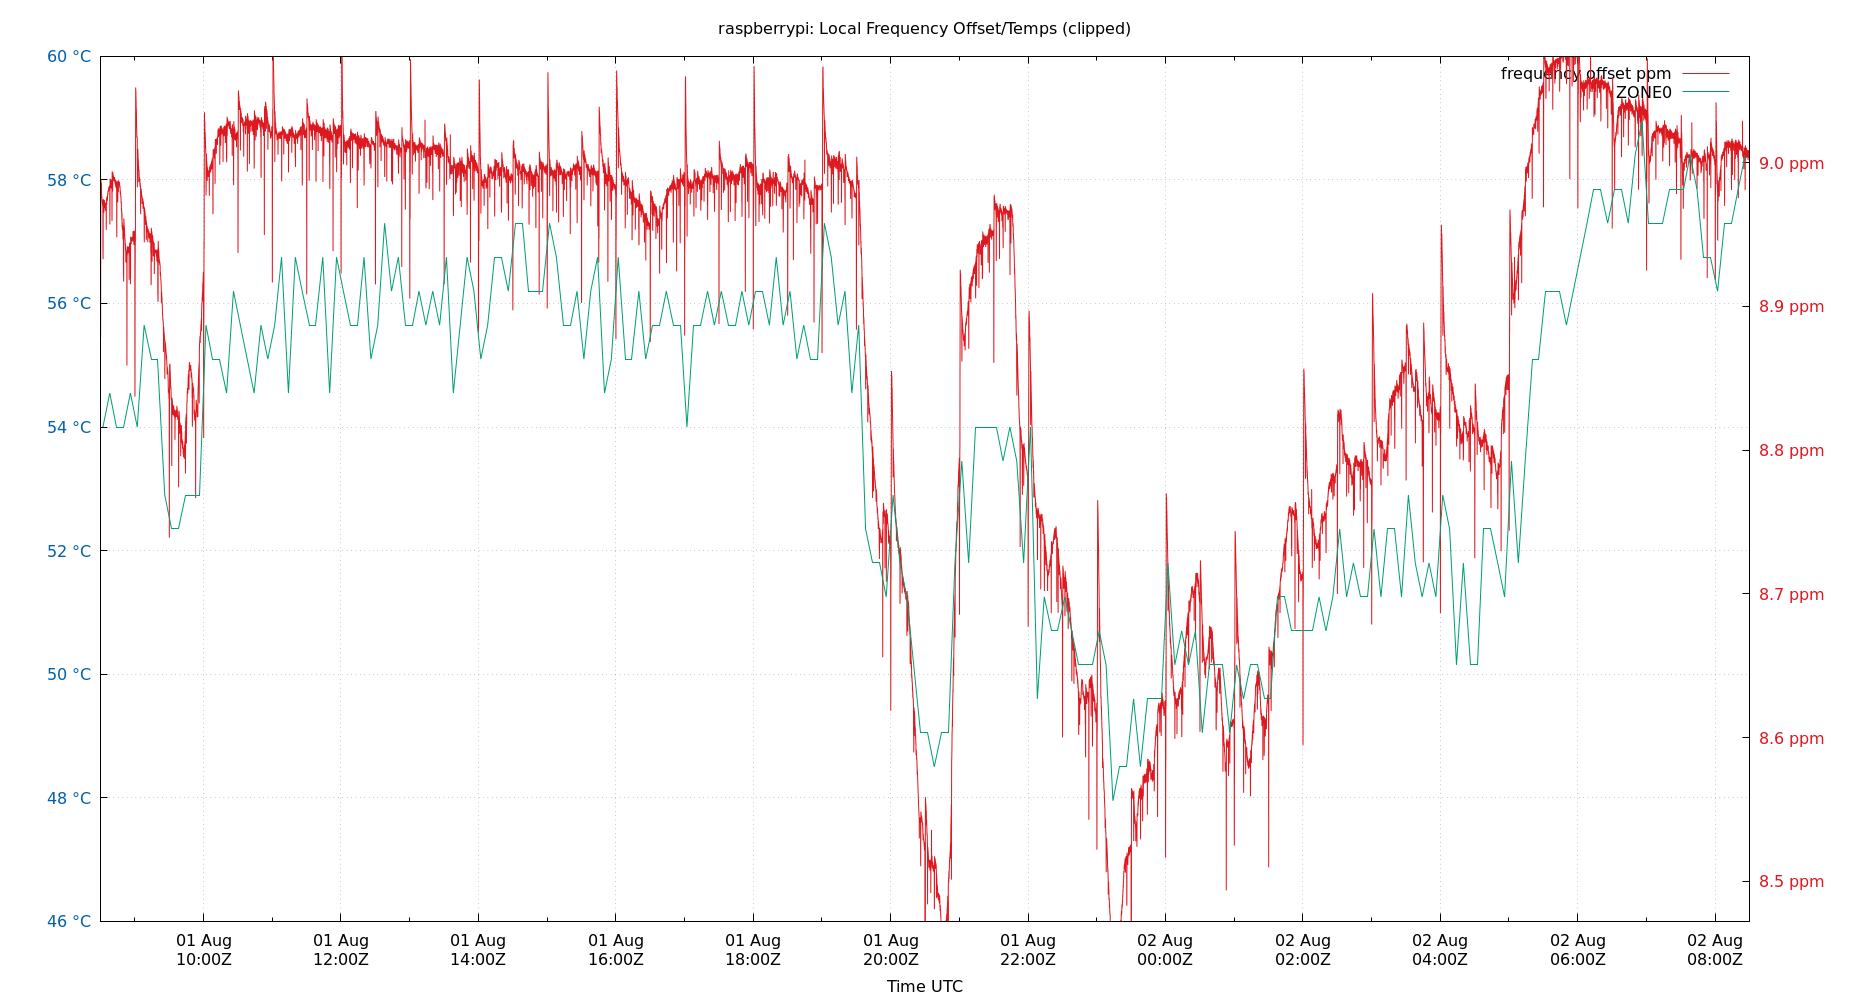 raspberrypi: Local Frequency Offset/Temps (clipped)
frequency offset ppm
ZONE0
60 °C
58 °C
56 °C
54 °C
52 °C
50 °C
48 °C
46 °C
9.0 ppm
8.9 ppm
8.8 ppm
8.7 ppm
8.6 ppm
8.5 ppm
01 Aug
10:00Z
01 Aug
12:00Z
01 Aug
14:00Z
01 Aug
16:00Z
01 Aug
18:00Z
01 Aug
20:00Z
01 Aug
22:00Z
02 Aug
00:00Z
02 Aug
02:00Z
02 Aug
04:00Z
02 Aug
06:00Z
02 Aug
08:00Z
Time UTC